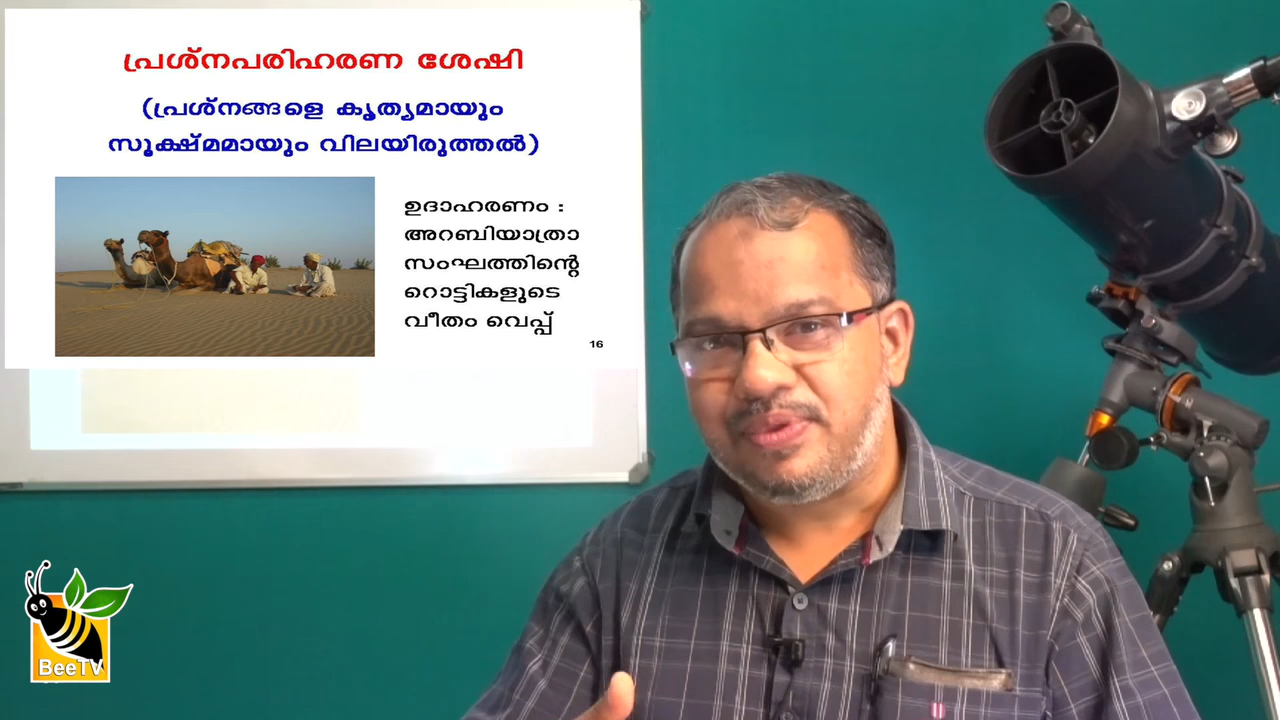 പ്രശ്നപരിഹരണ ശേഷി
(പ്രശ്നങ്ങളെ കൃത്യമായും
സൂക്ഷ്മമായും വിലയിരുത്തൽ)
ഉദാഹരണം :
അറബിയാത്രാ
സംഘത്തിന്റെ
റൊട്ടികളുടെ
വീതം വെപ്പ്
16
BeeTV